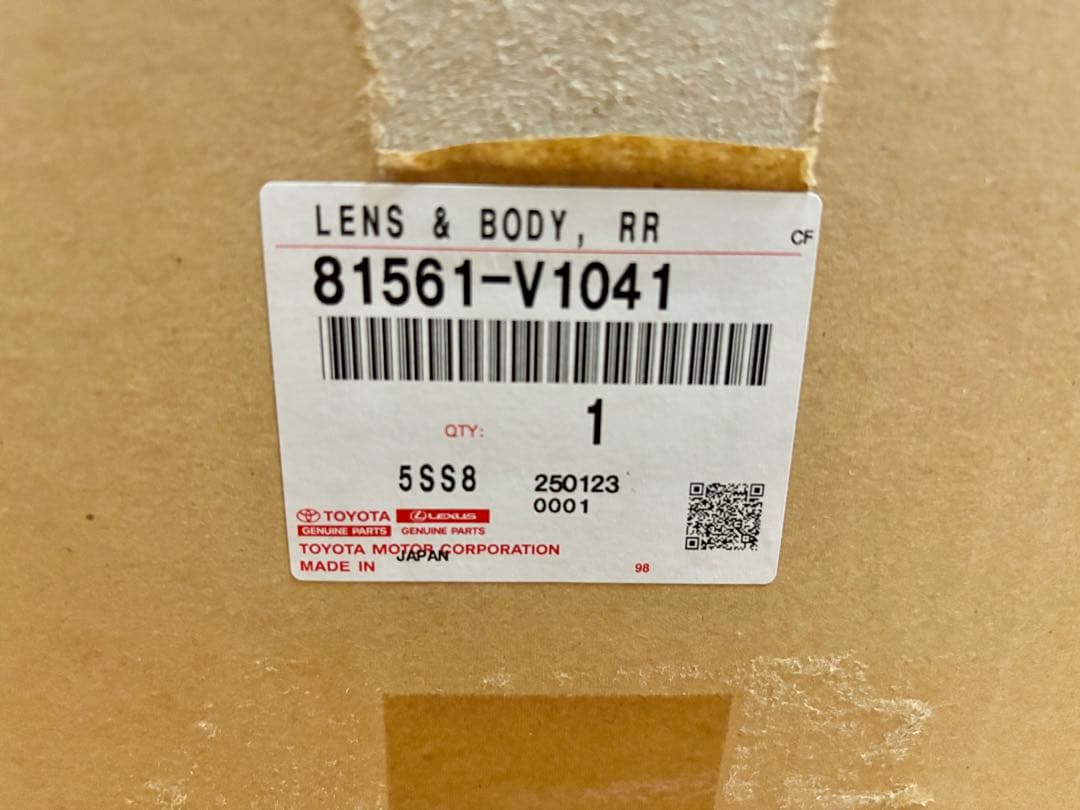 LENS & BODY, RR
CF
81561-V1041
QTY: 1
5SS8 250123
0001
TOYOTA LEXUS
GENUINE PARTS GENUINE PARTS
TOYOTA MOTOR CORPORATION
MADE IN JAPAN
98